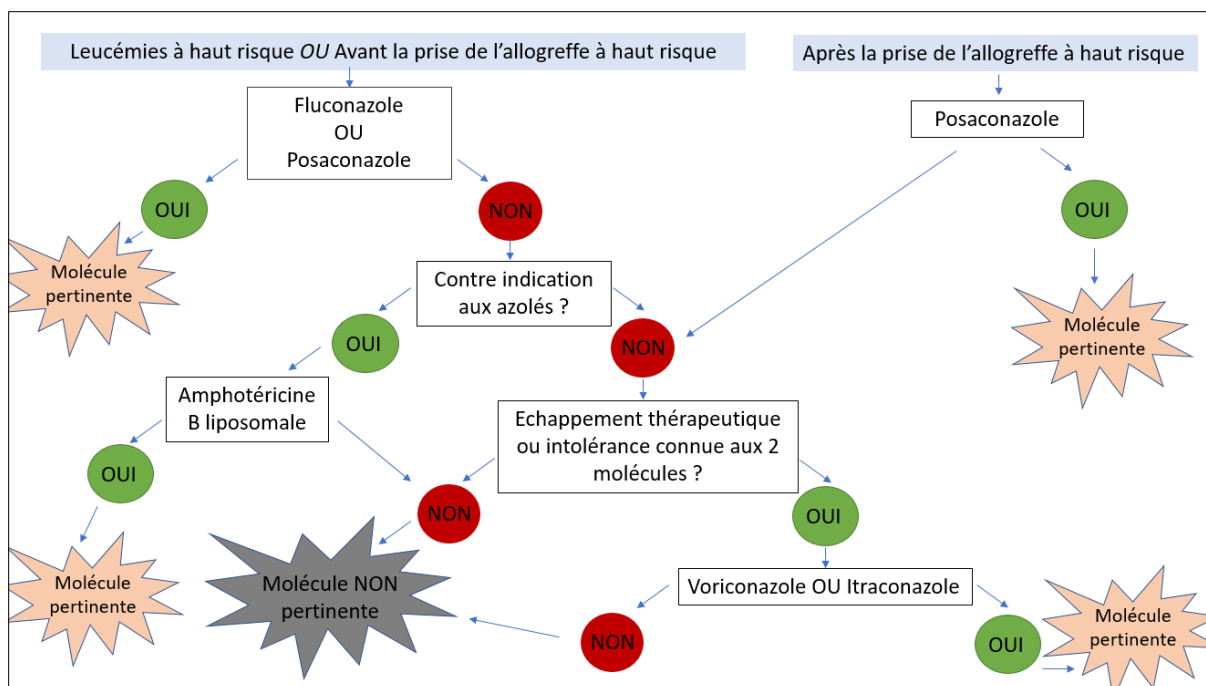 Leucémies à haut risque OU Avant la prise de l'allogreffe à haut risque
Après la prise de l'allogreffe à haut risque
Fluconazole
OU
Posaconazole
Posaconazole
OUI
NON
OUI
Molécule
pertinente
Contre indication
aux azolés ?
OUI
NON
Molécule
pertinente
Amphotéricine
B liposomale
Echappement thérapeutique
ou intolérance connue aux 2
molécules ?
OUI
NON
OUI
Molécule
pertinente
Molécule NON
pertinente
Voriconazole OU Itraconazole
NON
OUI
Molécule
pertinente